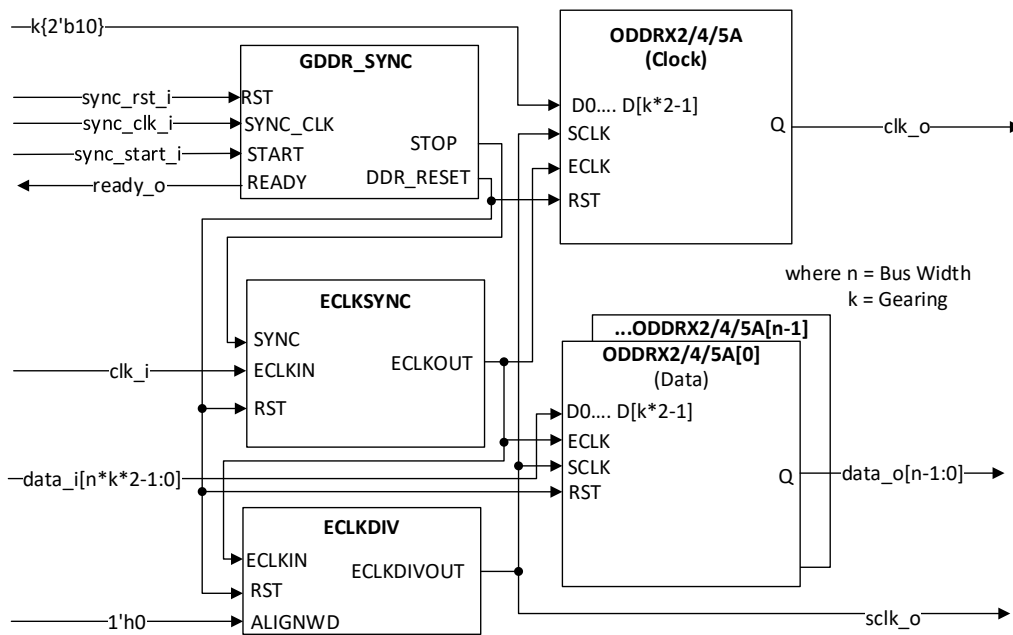 k{2'b10}
GDDR_SYNC
sync_rst_i
RST
sync_clk_i
SYNC_CLK
sync_start_i
START
ready_o
READY
STOP
DDR_RESET
ODDRX2/4/5A
(Clock)
D0.... D[k*2-1]
SCLK
ECLK
RST
Q
clk_o
where n = Bus Width
k = Gearing
ECLKSYNC
SYNC
clk_i
ECLKIN
ECLKOUT
RST
...ODDRX2/4/5A[n-1]
ODDRX2/4/5A[0]
(Data)
D0.... D[k*2-1]
ECLK
SCLK
RST
Q
data_o[n-1:0]
data_i[n*k*2-1:0]
ECLKDIV
ECLKIN
ECLKDIVOUT
RST
1'h0
ALIGNWD
sclk_o